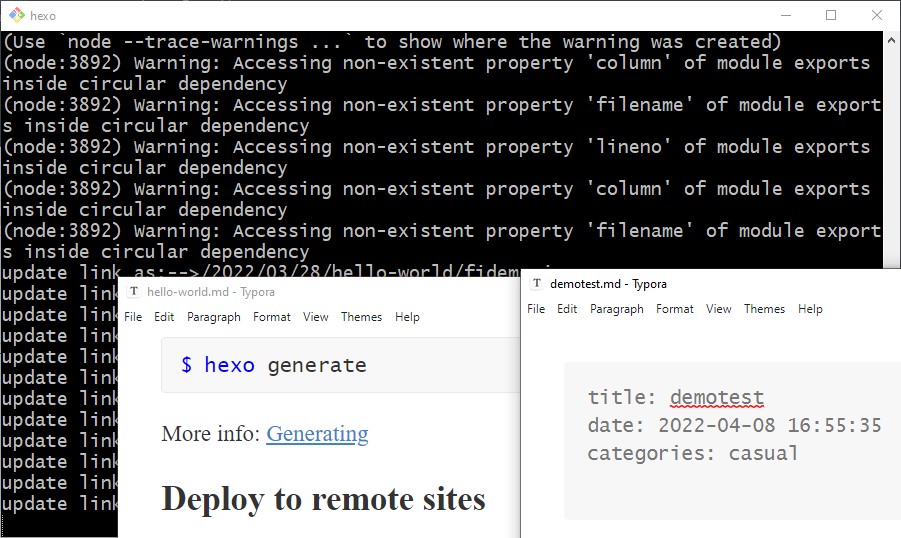 hexo
(Use `node --trace-warnings ...` to show where the warning was created)
(node:3892) Warning: Accessing non-existent property 'column' of module exports
inside circular dependency
(node:3892) Warning: Accessing non-existent property 'filename' of module export
s inside circular dependency
(node:3892) Warning: Accessing non-existent property 'lineno' of module exports
inside circular dependency
(node:3892) Warning: Accessing non-existent property 'column' of module exports
inside circular dependency
(node:3892) Warning: Accessing non-existent property 'filename' of module export
s inside circular dependency
update link as:-->/2022/03/28/hello-world/
update link
update link
update link
update link
update link
update link
update link
update link
update link
update link
update link
T hello-world.md - Typora
File Edit Paragraph Format View Themes Help
$ hexo generate
More info: Generating
Deploy to remote sites
T demotest.md - Typora
File Edit Paragraph Format View Themes Help
title: demotest
date: 2022-04-08 16:55:35
categories: casual